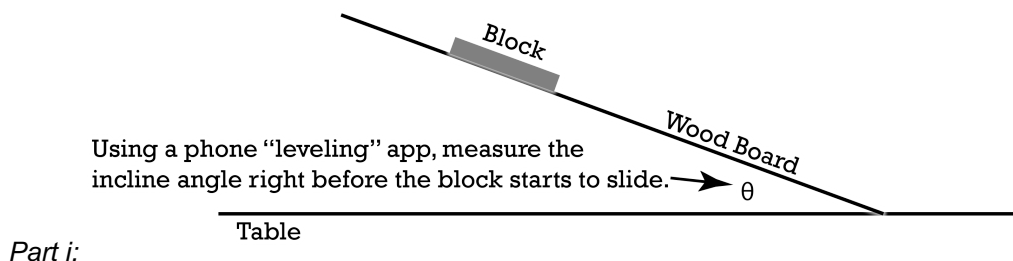 Block
Wood Board
Using a phone “leveling” app, measure the
incline angle right before the block starts to slide.
θ
Table
Part i: